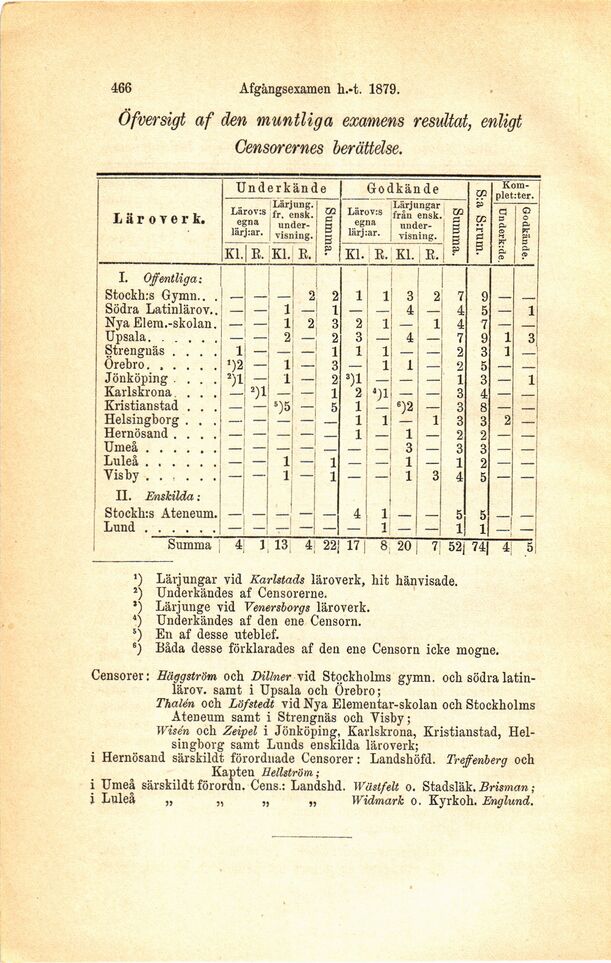 466 Afgångsexamen h.-t. 1879.
Öfversigt af den muntliga examens resultat, enligt
Censorernes berättelse.
Läroverk. | Underkände | Godkände | S:a S:rum. | Komplet:ter.
Lärov:s egna lärj:ar. | Lärjung. fr. ensk. undervisning. | Summa. | Lärov:s egna lärj:ar. | Lärjungar från ensk. undervisning. | Summa. | Underk:de. | Godkände.
Kl. | R. | Kl. | R. | Kl. | R. | Kl. | R.
I. Offentliga:
Stockh:s Gymn. . . | — | — | — | 2 | 2 | 1 | 1 | 3 | 2 | 7 | 9 | — | —
Södra Latinlärov. . | — | — | 1 | — | 1 | — | — | 4 | — | 4 | 5 | — | 1
Nya Elem.-skolan. | — | — | 1 | 2 | 3 | 2 | 1 | — | 1 | 4 | 7 | — | —
Upsala. . . . . . | — | — | 2 | — | 2 | 3 | — | 4 | — | 7 | 9 | 1 | 3
Strengnäs . . . . | 1 | — | — | — | 1 | 1 | 1 | — | — | 2 | 3 | 1 | —
Örebro. . . . . . | ¹)2 | — | 1 | — | 3 | — | 1 | 1 | — | 2 | 5 | — | —
Jönköping . . . . | ²)1 | — | 1 | — | 2 | ³)1 | — | — | — | 1 | 3 | — | 1
Karlskrona . . . . | — | ²)1 | — | — | 1 | 2 | ⁴)1 | — | — | 3 | 4 | — | —
Kristianstad . . . | — | — | ⁵)5 | — | 5 | 1 | — | ⁶)2 | — | 3 | 8 | — | —
Helsingborg . . . | — | — | — | — | — | 1 | 1 | — | 1 | 3 | 3 | 2 | —
Hernösand . . . . | — | — | — | — | — | 1 | — | 1 | — | 2 | 2 | — | —
Umeå . . . . . . | — | — | — | — | — | — | — | 3 | — | 3 | 3 | — | —
Luleå . . . . . . | — | — | 1 | — | 1 | — | — | 1 | — | 1 | 2 | — | —
Visby . . . . . . | — | — | 1 | — | 1 | — | — | 1 | 3 | 4 | 5 | — | —
II. Enskilda:
Stockh:s Ateneum. | — | — | — | — | — | 4 | 1 | — | — | 5 | 5 | — | —
Lund . . . . . . | — | — | — | — | — | — | 1 | — | — | 1 | 1 | — | —
Summa | 4 | 1 | 13 | 4 | 22 | 17 | 8 | 20 | 7 | 52 | 74 | 4 | 5
¹) Lärjungar vid Karlstads läroverk, hit hänvisade.
²) Underkändes af Censorerne.
³) Lärjunge vid Venersborgs läroverk.
⁴) Underkändes af den ene Censorn.
⁵) En af desse uteblef.
⁶) Båda desse förklarades af den ene Censorn icke mogne.
Censorer: Häggström och Dillner vid Stockholms gymn. och södra latin-
lärov. samt i Upsala och Örebro;
Thalén och Löfstedt vid Nya Elementar-skolan och Stockholms
Ateneum samt i Strengnäs och Visby;
Wisén och Zeipel i Jönköping, Karlskrona, Kristianstad, Hel-
singborg samt Lunds enskilda läroverk;
i Hernösand särskildt förordnade Censorer: Landshöfd. Treffenberg och
Kapten Hellström;
i Umeå särskildt förordn. Cens.: Landshd. Wästfelt o. Stadsläk. Brisman;
i Luleå „ „ „ „ Widmark o. Kyrkoh. Englund.